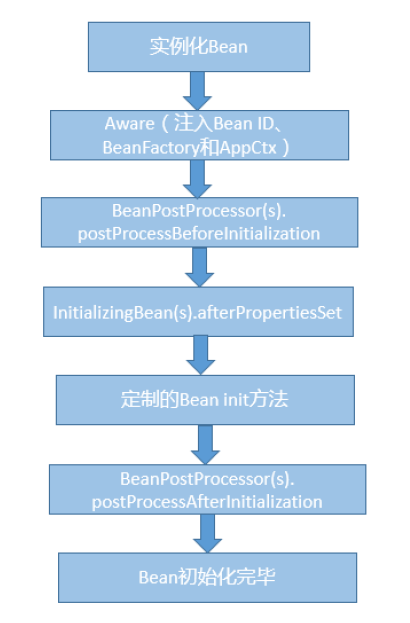 实例化Bean
Aware（注入Bean ID、
BeanFactory和AppCtx）
BeanPostProcessor(s).
postProcessBeforeInitialization
InitializingBean(s).afterPropertiesSet
定制的Bean init方法
BeanPostProcessor(s).
postProcessAfterInitialization
Bean初始化完毕